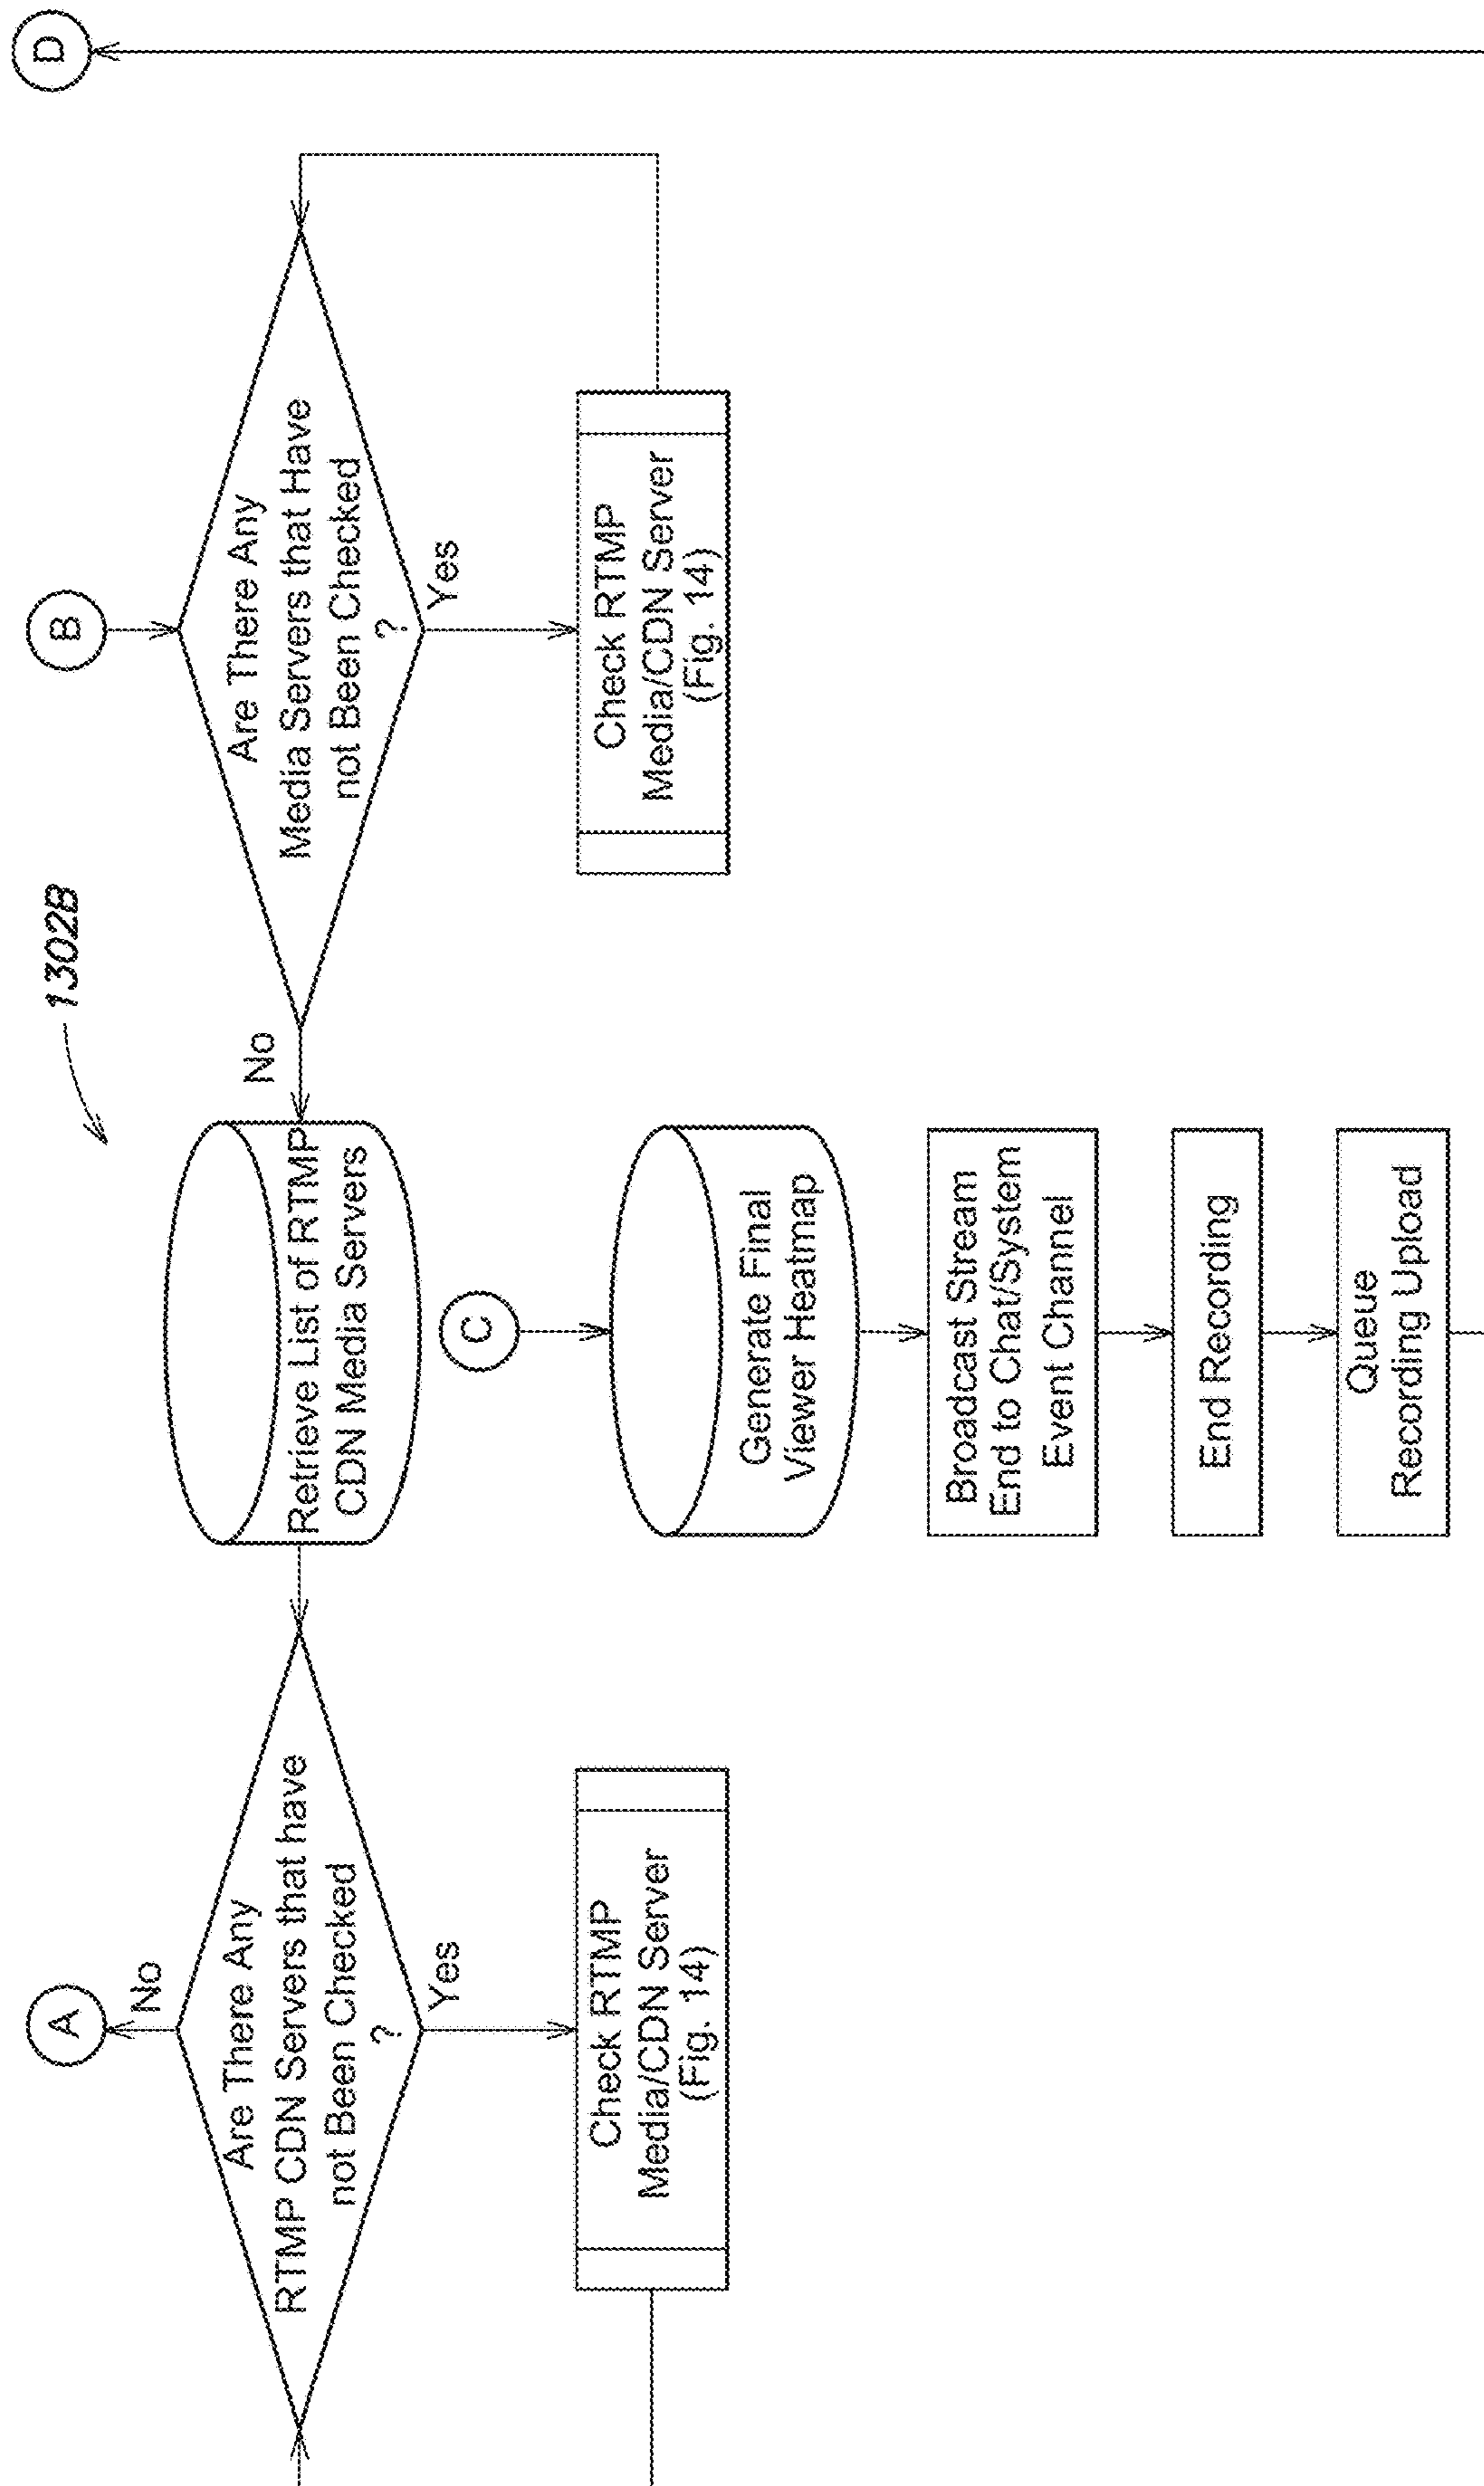 1302B
A
No
Are There Any
RTMP CDN Servers that have
not Been Checked
?
Yes
Check RTMP
Media/CDN Server
(Fig. 14)
Retrieve List of RTMP
CDN Media Servers
No
B
Are There Any
Media Servers that Have
not Been Checked
?
Yes
Check RTMP
Media/CDN Server
(Fig. 14)
C
Generate Final
Viewer Heatmap
Broadcast Stream
End to Chat/System
Event Channel
End Recording
Queue
Recording Upload
D